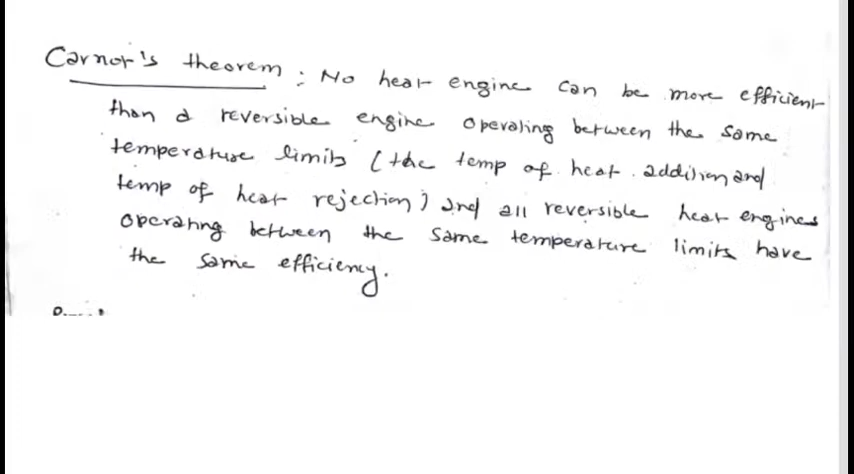 Carnot's theorem : No heat engine can be more efficient
than a reversible engine operating between the same
temperature limits (the temp of heat addition and
temp of heat rejection) and all reversible heat engines
operating between the same temperature limits have
the same efficiency.